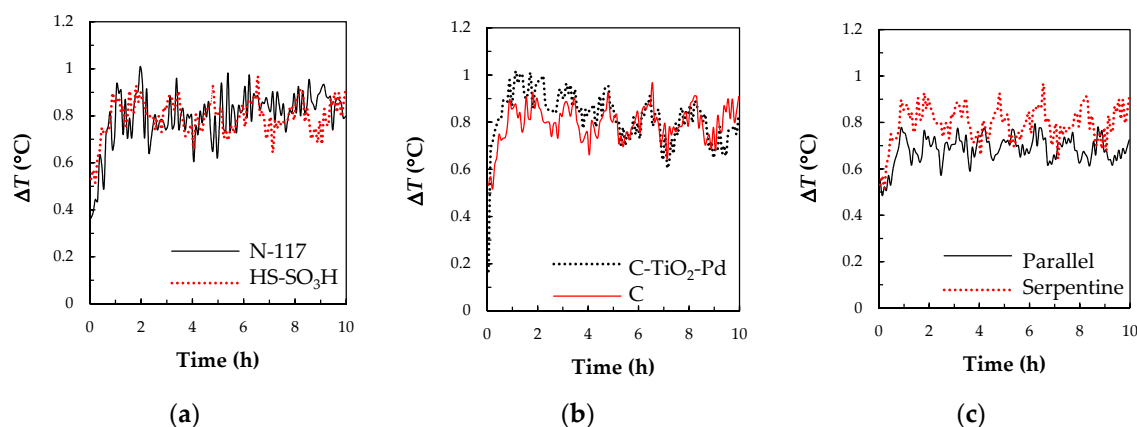 1.2
1
0.8
0.6
0.4
0.2
0
ΔT (°C)
N-117
HS-SO₃H
0 2 4 6 8 10
Time (h)
(a)
1.2
1
0.8
0.6
0.4
0.2
0
ΔT (°C)
C-TiO₂-Pd
C
0 2 4 6 8 10
Time (h)
(b)
1.2
1
0.8
0.6
0.4
0.2
0
ΔT (°C)
Parallel
Serpentine
0 2 4 6 8 10
Time (h)
(c)